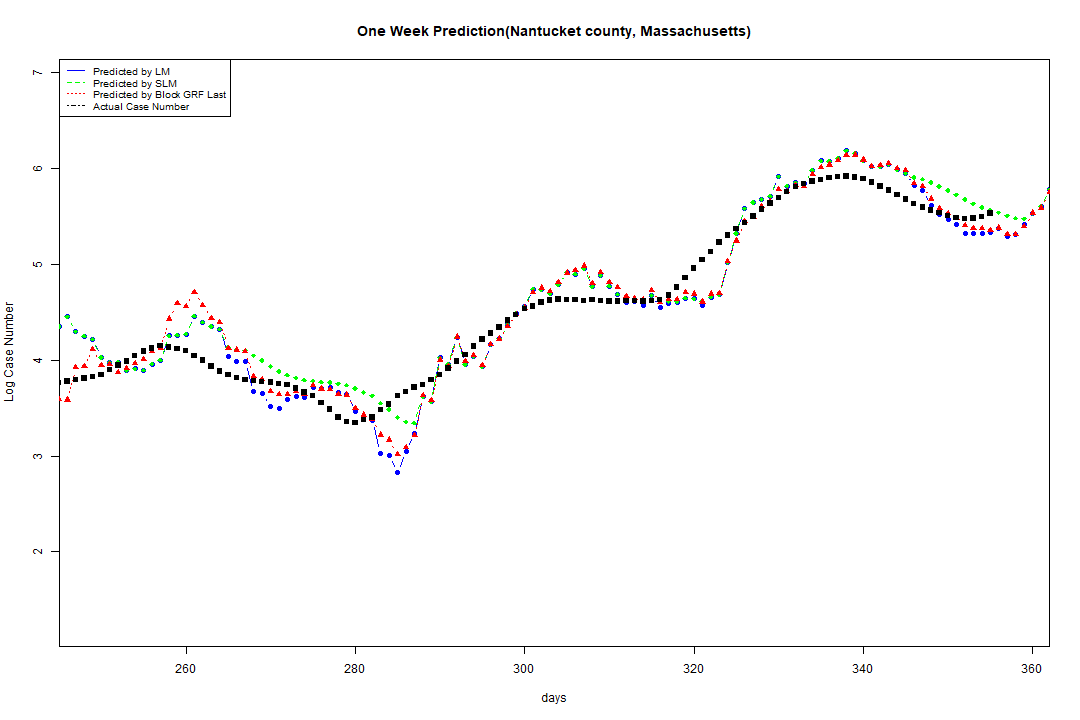 One Week Prediction(Nantucket county, Massachusetts)
Predicted by LM
Predicted by SLM
Predicted by Block GRF Last
Actual Case Number
7
6
5
4
3
2
Log Case Number
260 280 300 320 340 360
days